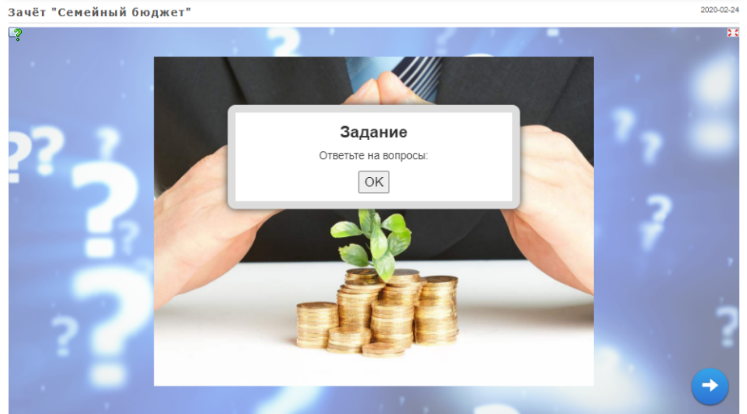 Зачёт "Семейный бюджет"
2020-02-24
Задание
Ответьте на вопросы:
OK